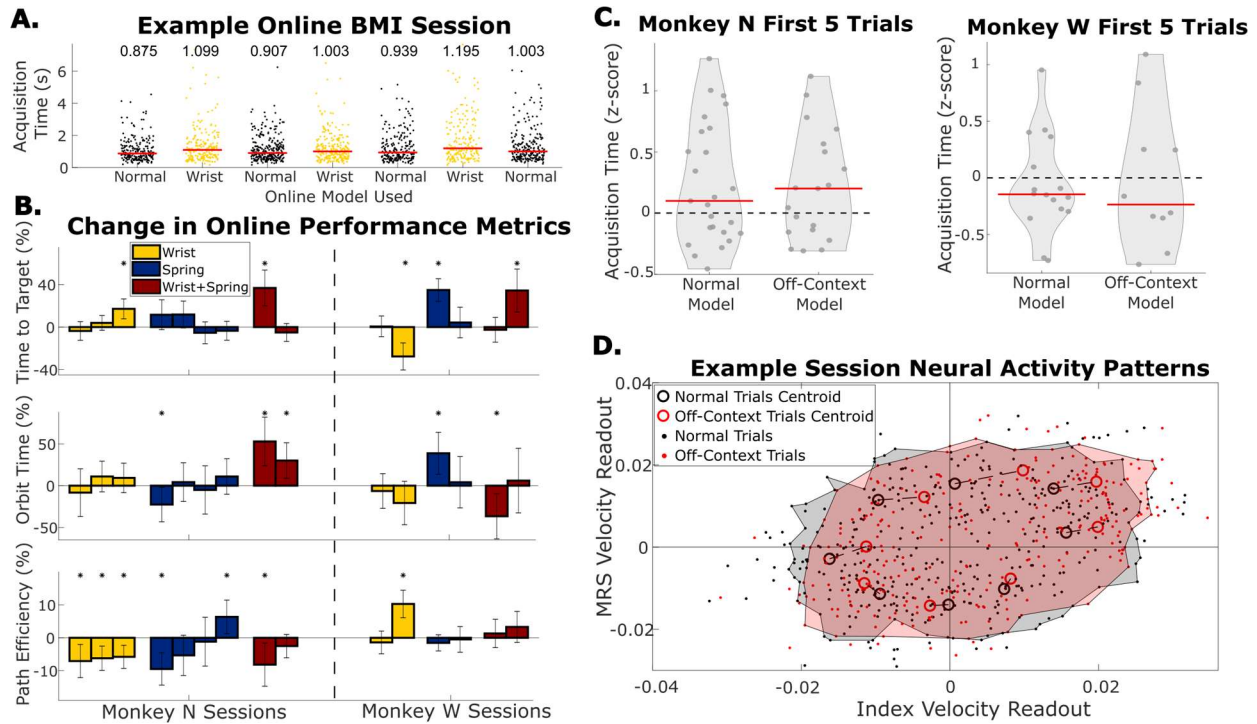 A.
Example Online BMI Session
0.875 1.099 0.907 1.003 0.939 1.195 1.003
Acquisition
Time (s)
6
4
2
0
Normal Wrist Normal Wrist Normal Wrist Normal
Online Model Used
B.
Change in Online Performance Metrics
Wrist
Spring
Wrist+Spring
Time to Target (%)
40
0
-40
* * * * *
Orbit Time (%)
50
0
-50
* * * * *
Path Efficiency (%)
10
0
-10
* * * * * * *
Monkey N Sessions
Monkey W Sessions
C.
Monkey N First 5 Trials
Acquisition Time (z-score)
1
0.5
0
-0.5
Normal
Model
Off-Context
Model
Monkey W First 5 Trials
Acquisition Time (z-score)
1
0.5
0
-0.5
Normal
Model
Off-Context
Model
D.
Example Session Neural Activity Patterns
Normal Trials Centroid
Off-Context Trials Centroid
Normal Trials
Off-Context Trials
MRS Velocity Readout
0.04
0.02
0
-0.02
-0.04 -0.02 0 0.02
Index Velocity Readout